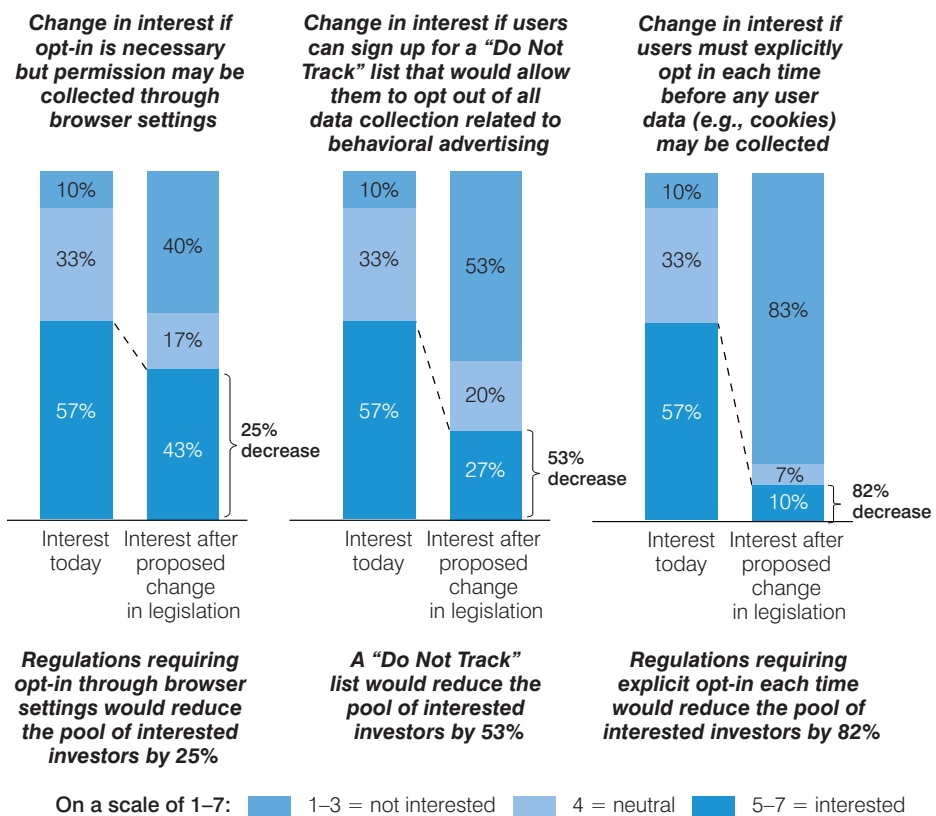 Change in interest if
opt-in is necessary
but permission may be
collected through
browser settings
Change in interest if users
can sign up for a “Do Not
Track” list that would allow
them to opt out of all
data collection related to
behavioral advertising
Change in interest if
users must explicitly
opt in each time
before any user
data (e.g., cookies)
may be collected
10%
33%
57%
40%
17%
43%
25%
decrease
Interest
today
Interest after
proposed
change
in legislation
10%
33%
57%
53%
20%
27%
53%
decrease
Interest
today
Interest after
proposed
change
in legislation
10%
33%
57%
83%
7%
10%
82%
decrease
Interest
today
Interest after
proposed
change
in legislation
Regulations requiring
opt-in through browser
settings would reduce
the pool of interested
investors by 25%
A “Do Not Track”
list would reduce the
pool of interested
investors by 53%
Regulations requiring
explicit opt-in each time
would reduce the pool of
interested investors by 82%
On a scale of 1–7: 1–3 = not interested 4 = neutral 5–7 = interested